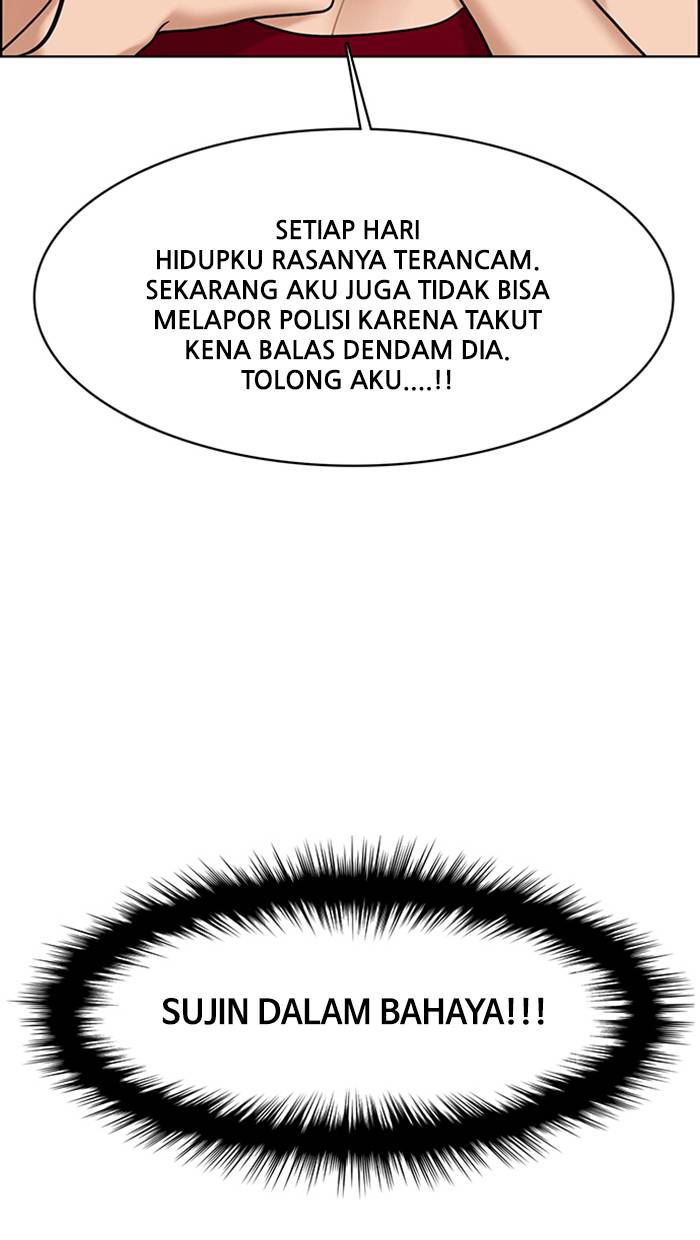 SETIAP HARI
HIDUPKU RASANYA TERANCAM.
SEKARANG AKU JUGA TIDAK BISA
MELAPOR POLISI KARENA TAKUT
KENA BALAS DENDAM DIA.
TOLONG AKU....!!
SUJIN DALAM BAHAYA!!!